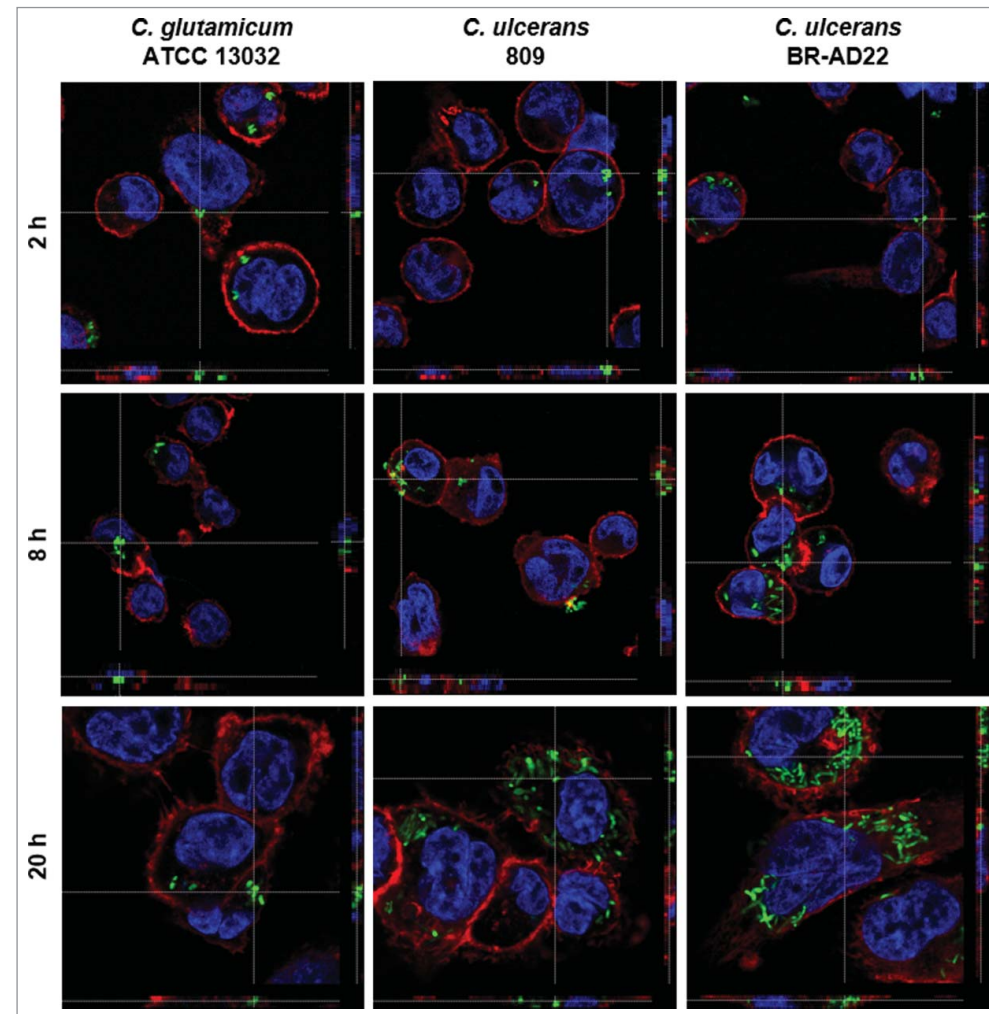 C. glutamicum
ATCC 13032
C. ulcerans
809
C. ulcerans
BR-AD22
2 h
8 h
20 h